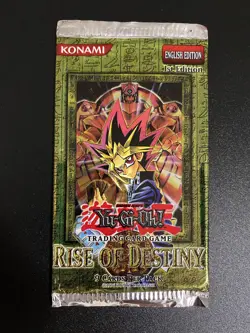 KONAMI
ENGLISH EDITION
1st Edition
Yu-Gi-Oh!
TRADING CARD GAME
RISE OF DESTINY
9 CARDS PER PACK